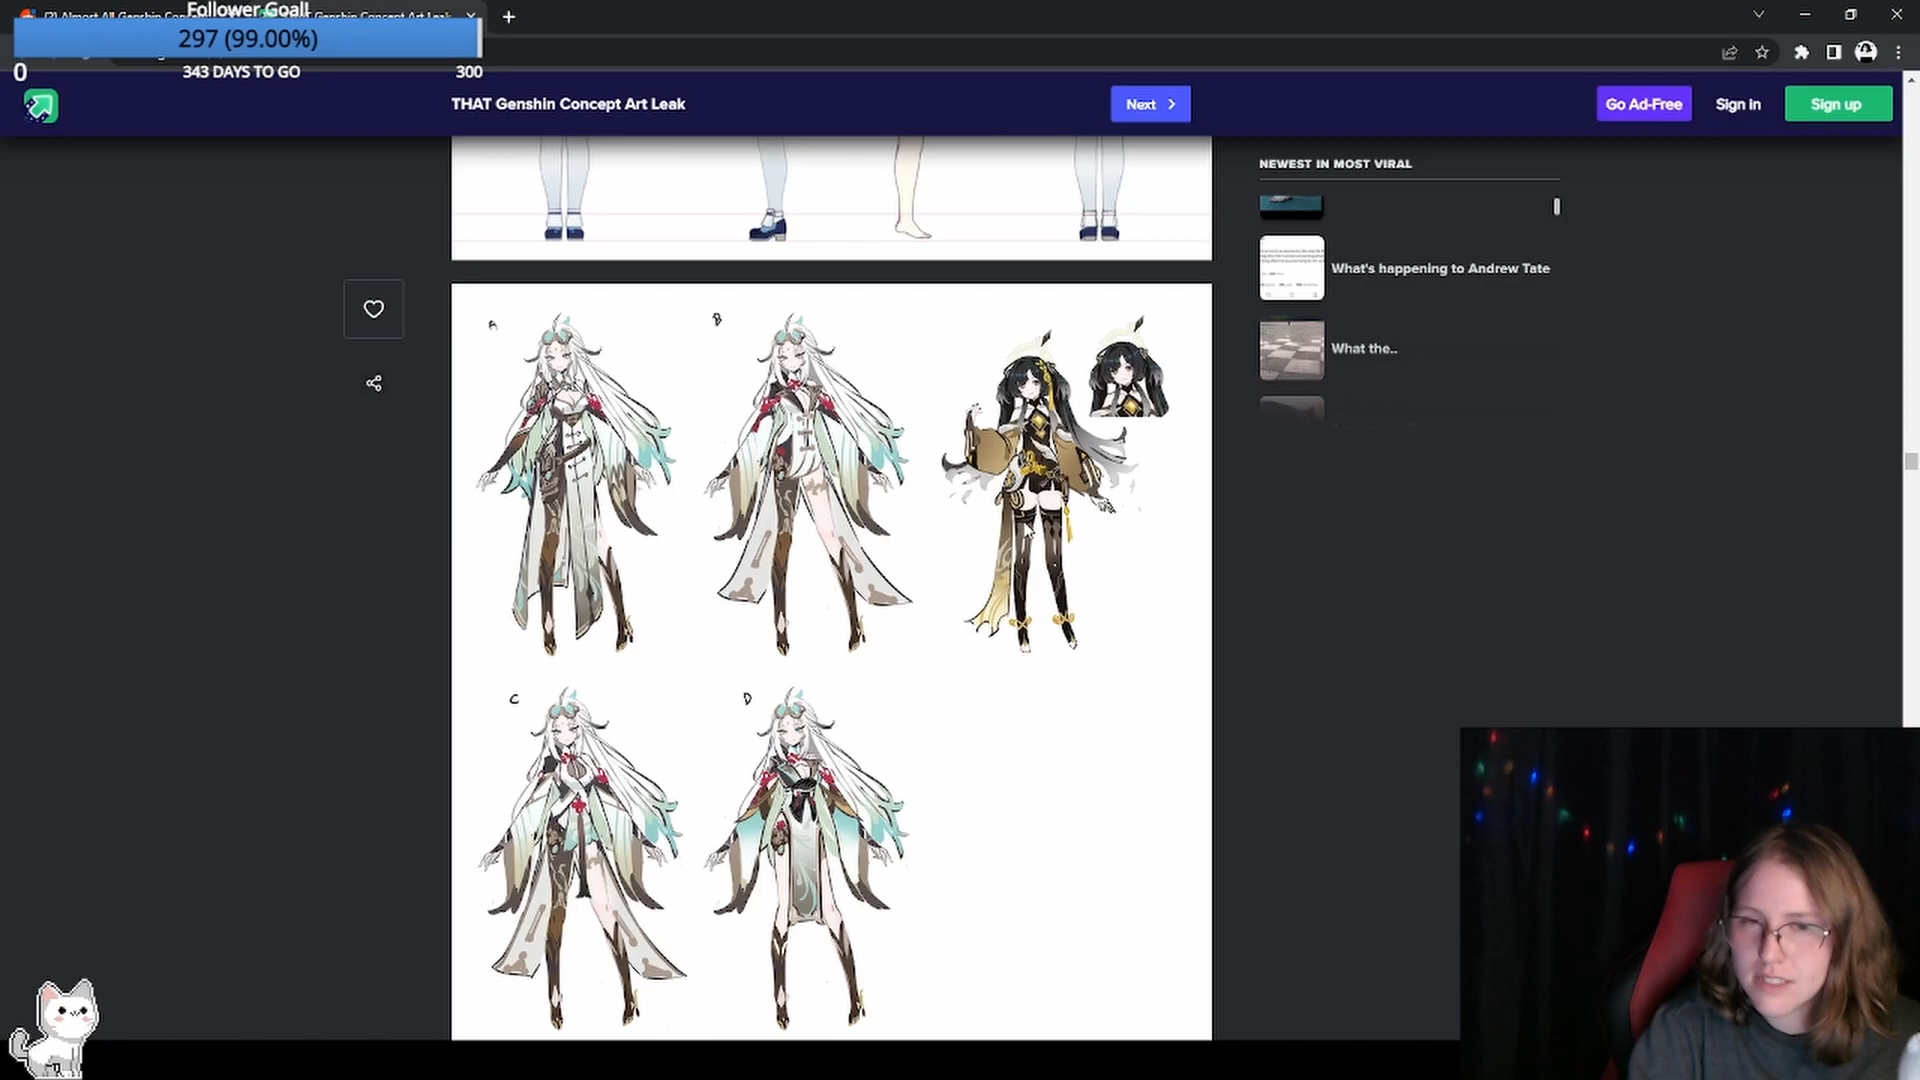 Follower Goal!
297 (99.00%)
0
343 DAYS TO GO
300
THAT Genshin Concept Art Leak
Next
Go Ad-Free
Sign in
Sign up
NEWEST IN MOST VIRAL
What's happening to Andrew Tate
What the..
A
B
C
D